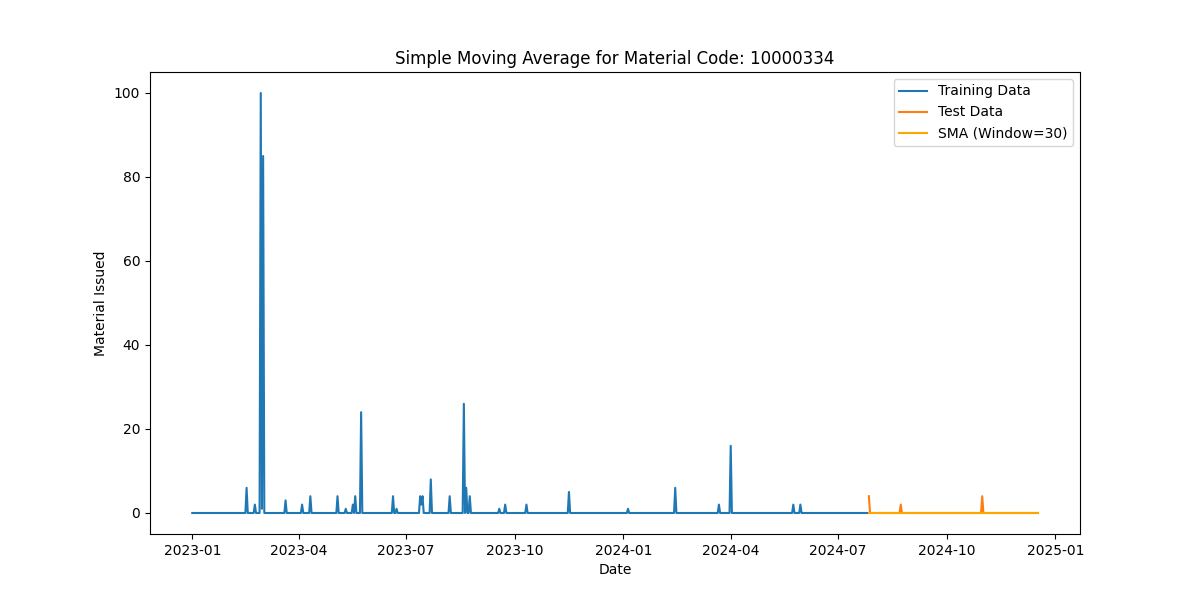 Simple Moving Average for Material Code: 10000334
Training Data
Test Data
SMA (Window=30)
Material Issued
100
80
60
40
20
0
2023-01 2023-04 2023-07 2023-10 2024-01 2024-04 2024-07 2024-10 2025-01
Date